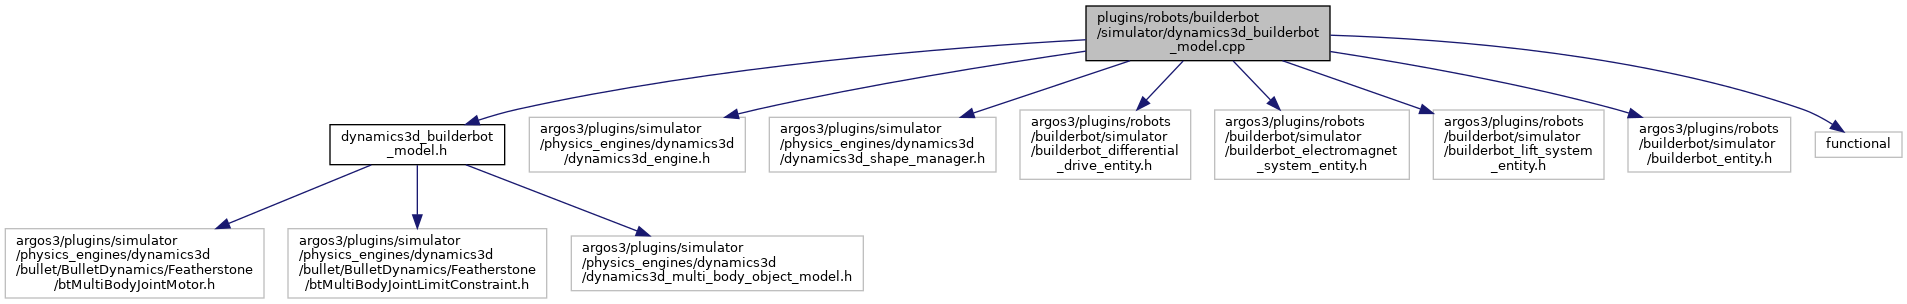 plugins/robots/builderbot
/simulator/dynamics3d_builderbot
_model.cpp
dynamics3d_builderbot
_model.h
argos3/plugins/simulator
/physics_engines/dynamics3d
/dynamics3d_engine.h
argos3/plugins/simulator
/physics_engines/dynamics3d
/dynamics3d_shape_manager.h
argos3/plugins/robots
/builderbot/simulator
/builderbot_differential
_drive_entity.h
argos3/plugins/robots
/builderbot/simulator
/builderbot_electromagnet
_system_entity.h
argos3/plugins/robots
/builderbot/simulator
/builderbot_lift_system
_entity.h
argos3/plugins/robots
/builderbot/simulator
/builderbot_entity.h
functional
argos3/plugins/simulator
/physics_engines/dynamics3d
/bullet/BulletDynamics/Featherstone
/btMultiBodyJointMotor.h
argos3/plugins/simulator
/physics_engines/dynamics3d
/bullet/BulletDynamics/Featherstone
/btMultiBodyJointLimitConstraint.h
argos3/plugins/simulator
/physics_engines/dynamics3d
/dynamics3d_multi_body_object_model.h